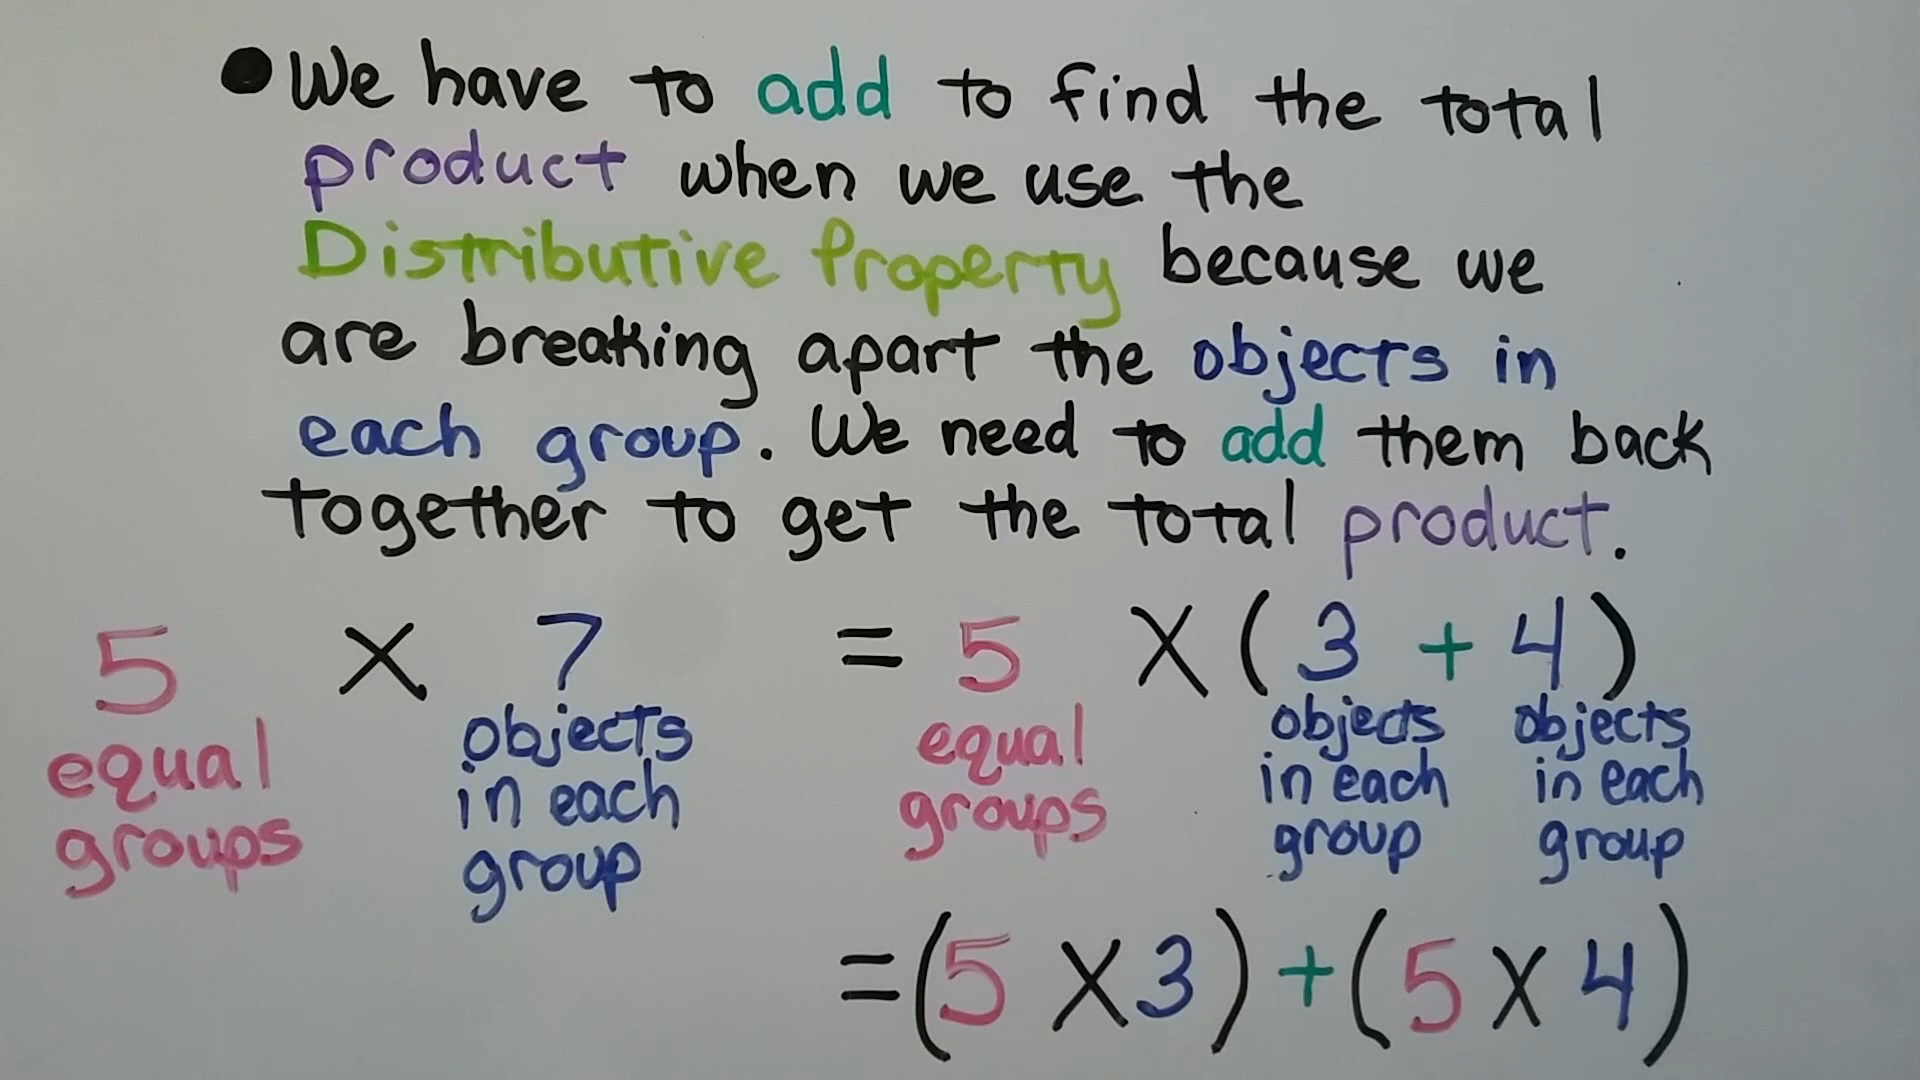 ● We have to add to find the total
product when we use the
Distributive Property because we
are breaking apart the objects in
each group. We need to add them back
together to get the total product.
5 × 7 = 5 × (3 + 4)
equal groups
objects in each group
equal groups
objects in each group
objects in each group
= (5 × 3) + (5 × 4)